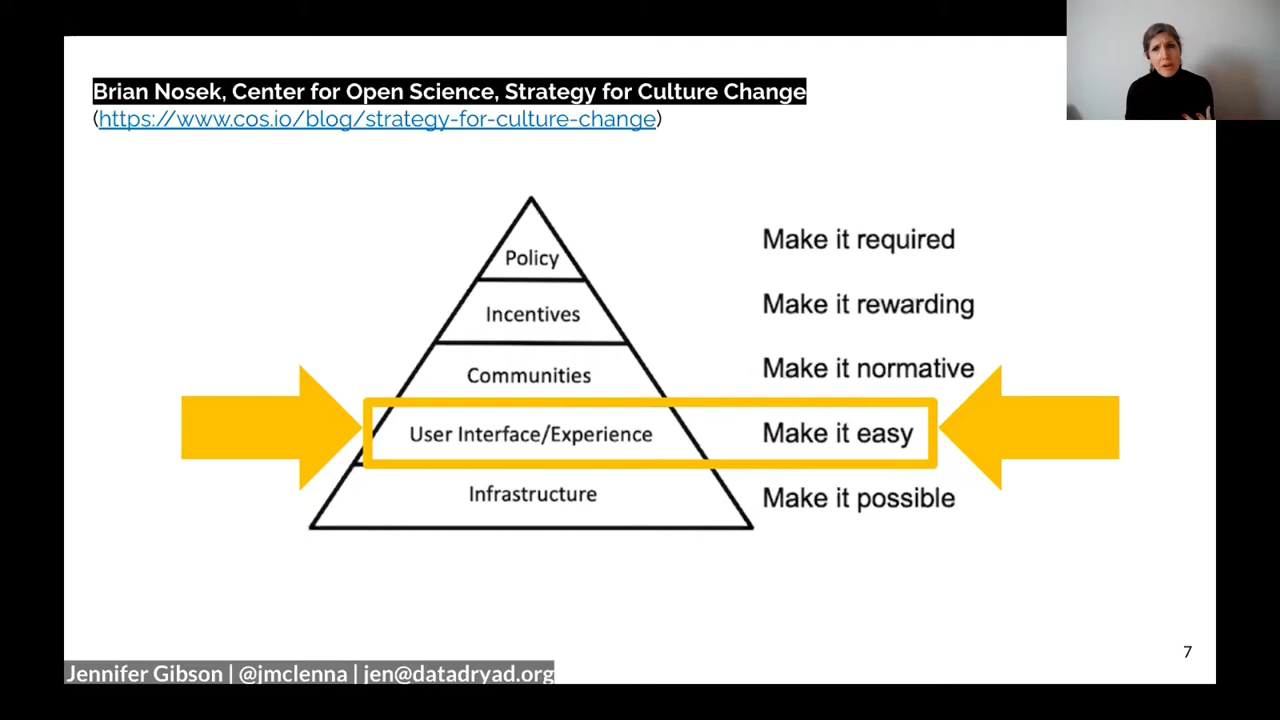 Brian Nosek, Center for Open Science, Strategy for Culture Change
(https://www.cos.io/blog/strategy-for-culture-change)
Policy
Make it required
Incentives
Make it rewarding
Communities
Make it normative
User Interface/Experience
Make it easy
Infrastructure
Make it possible
7
Jennifer Gibson | @jmclenna | jen@datadryad.org